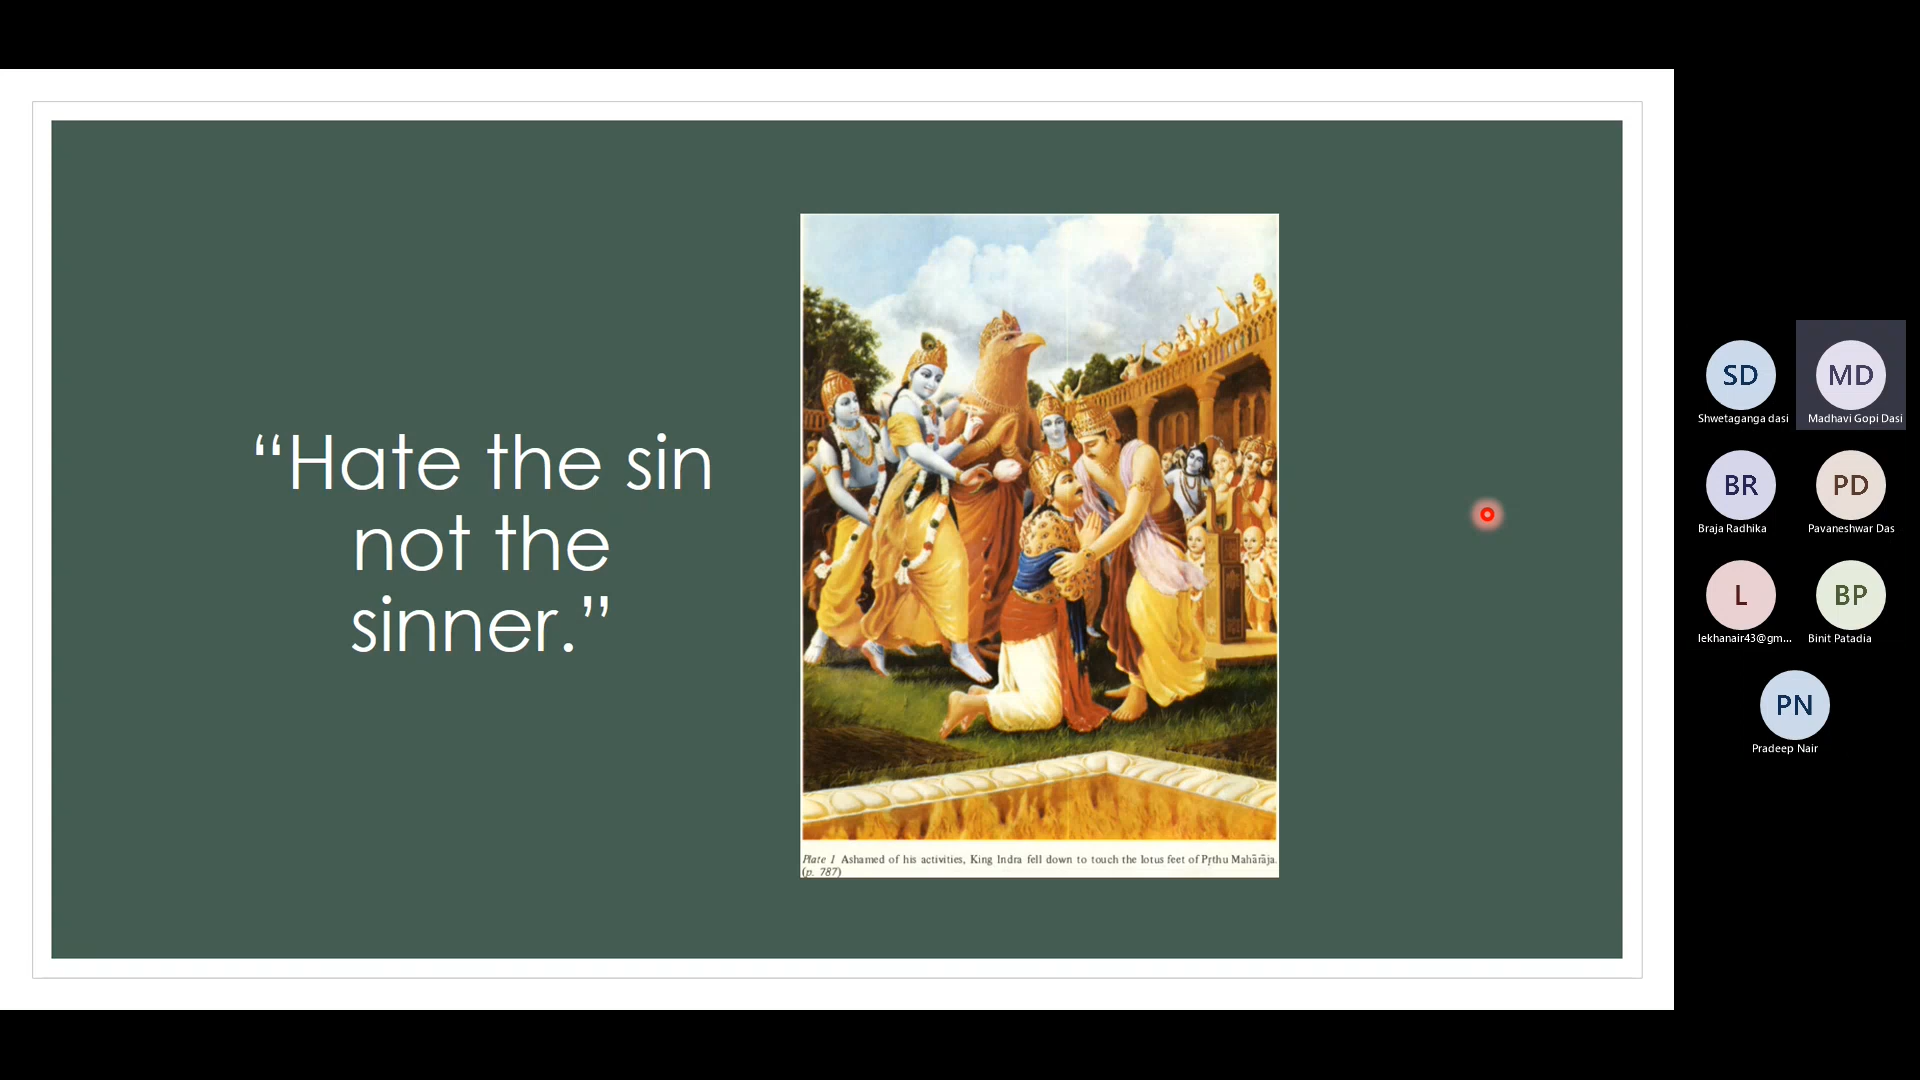 “Hate the sin
not the
sinner.”
Plate 1 Ashamed of his activities, King Indra fell down to touch the lotus feet of Pṛthu Mahārāja.
(p. 787)
SD
Shwetaganga dasi
MD
Madhavi Gopi Dasi
BR
Braja Radhika
PD
Pavaneshwar Das
L
lekhanair43@gm...
BP
Binit Patadia
PN
Pradeep Nair